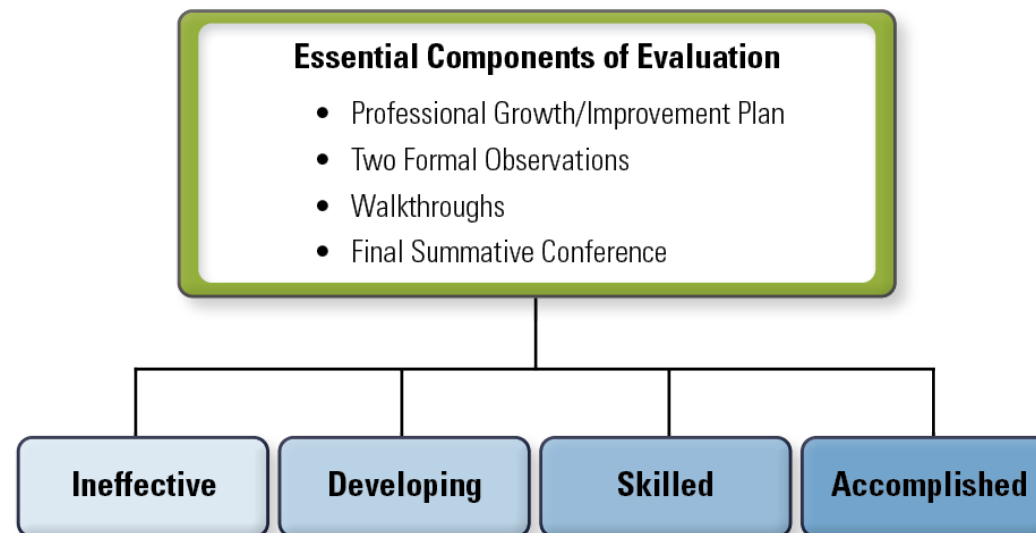 Essential Components of Evaluation
• Professional Growth/Improvement Plan
• Two Formal Observations
• Walkthroughs
• Final Summative Conference
Ineffective
Developing
Skilled
Accomplished